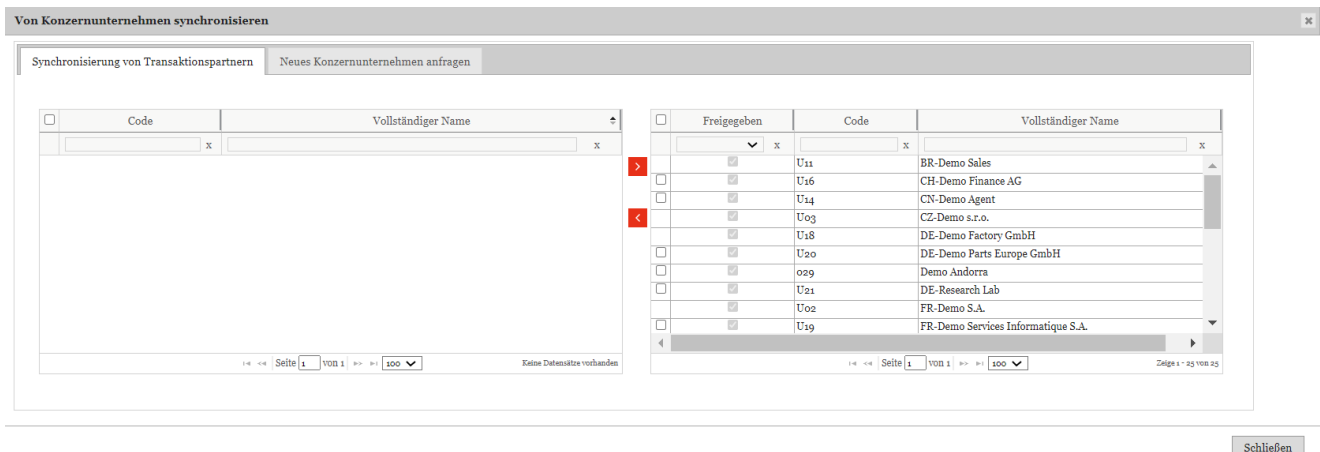 Von Konzernunternehmen synchronisieren
Synchronisierung von Transaktionspartnern Neues Konzernunternehmen anfragen
Code Vollständiger Name
x x
Keine Datensätze vorhanden
Seite 1 von 1 100
Freigegeben Code Vollständiger Name
x x x
U11 BR-Demo Sales
U16 CH-Demo Finance AG
U14 CN-Demo Agent
U03 CZ-Demo s.r.o.
U18 DE-Demo Factory GmbH
U20 DE-Demo Parts Europe GmbH
029 Demo Andorra
U21 DE-Research Lab
U02 FR-Demo S.A.
U19 FR-Demo Services Informatique S.A.
Seite 1 von 1 100 Zeige 1 - 25 von 25
Schließen